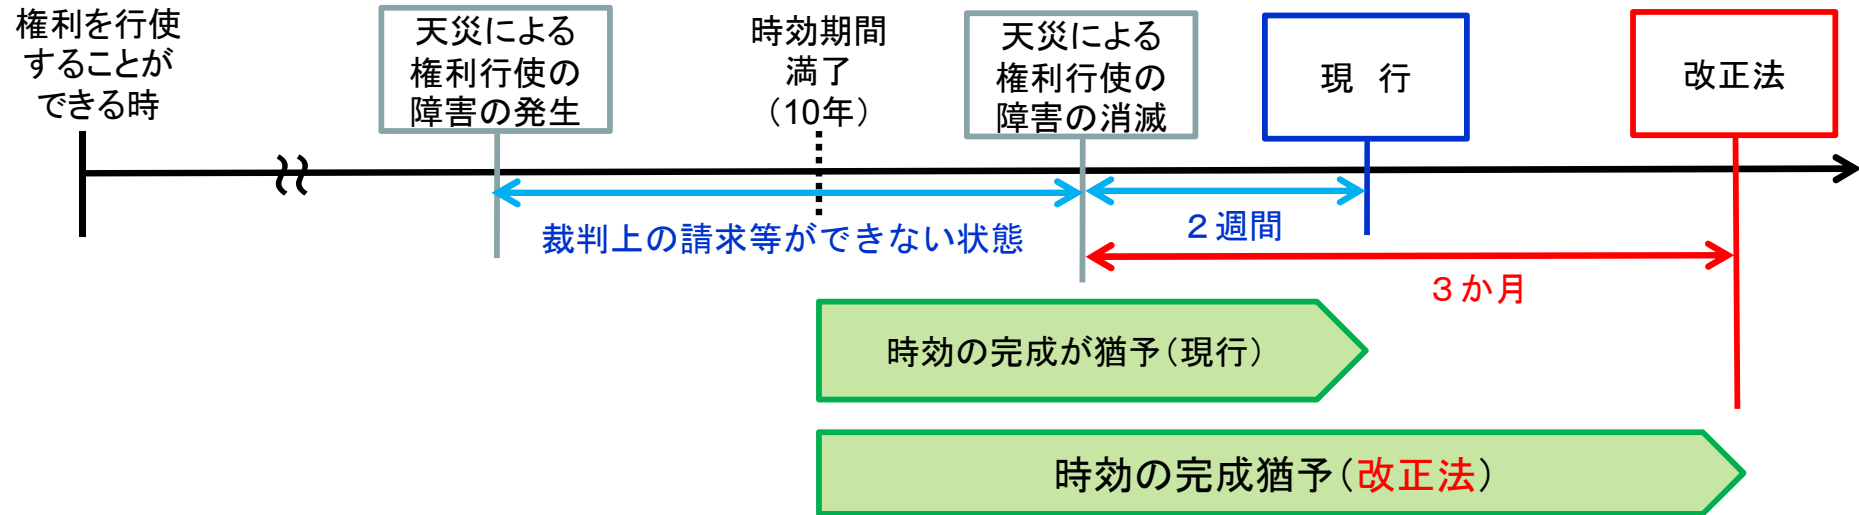 権利を行使
することが
できる時
天災による
権利行使の
障害の発生
時効期間
満了
（10年）
天災による
権利行使の
障害の消滅
現　行
改正法
裁判上の請求等ができない状態
２週間
３か月
時効の完成が猶予（現行）
時効の完成猶予（改正法）